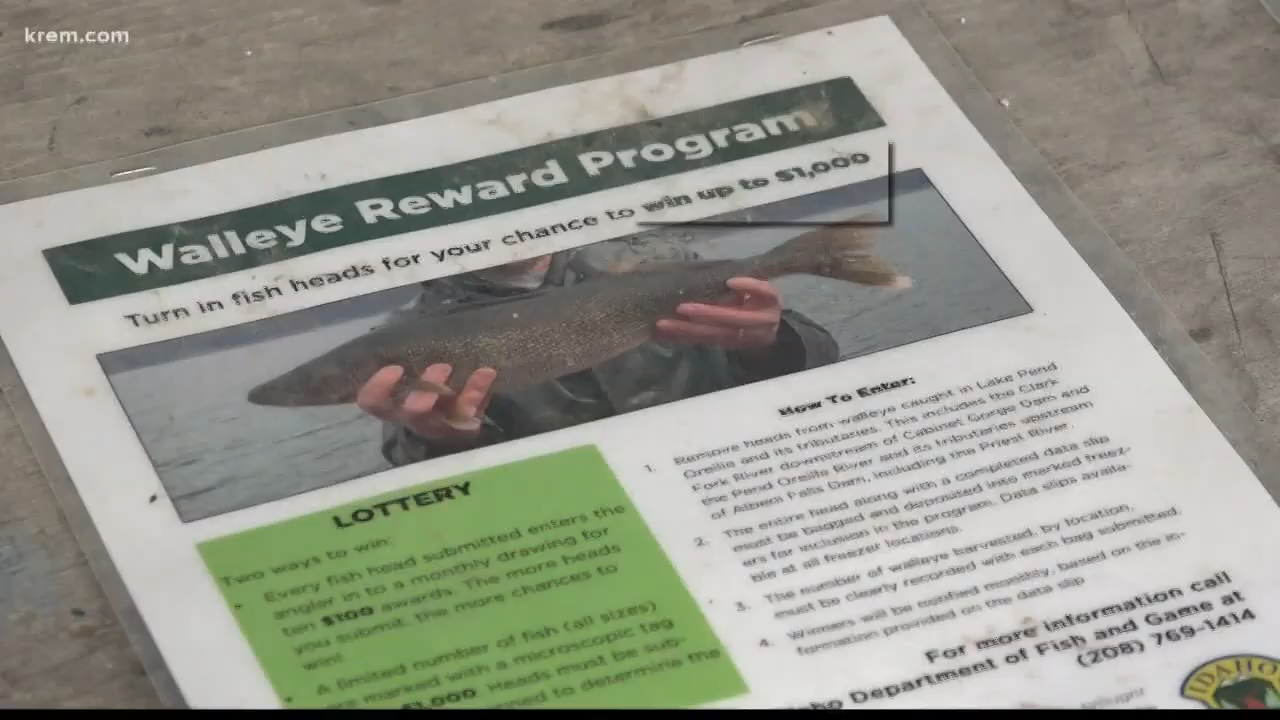 krem.com
Walleye Reward Program
Turn in fish heads for your chance to win up to $1,000
LOTTERY
Two ways to win:
• Every fish head submitted enters the
angler in to a monthly drawing for
ten $100 awards. The more heads
you submit, the more chances to
win!
• A limited number of fish (all sizes)
are marked with a microscopic tag
$1,000 Heads must be sub-
to determine the
How To Enter:
1. Remove heads from walleye caught in Lake Pend
Oreille and its tributaries. This includes the Clark
Fork River downstream of Cabinet Gorge Dam and
the Pend Oreille River and its tributaries upstream
of Albeni Falls Dam, including the Priest River.
2. The entire head along with a completed data slip
must be bagged and deposited into marked freez-
ers for inclusion in the program. Data slips availa-
ble at all freezer locations.
3. The number of walleye harvested, by location,
must be clearly recorded with each bag submitted.
4. Winners will be notified monthly, based on the in-
formation provided on the data slip
For more information call
Department of Fish and Game at
(208) 769-1414
IDAHO